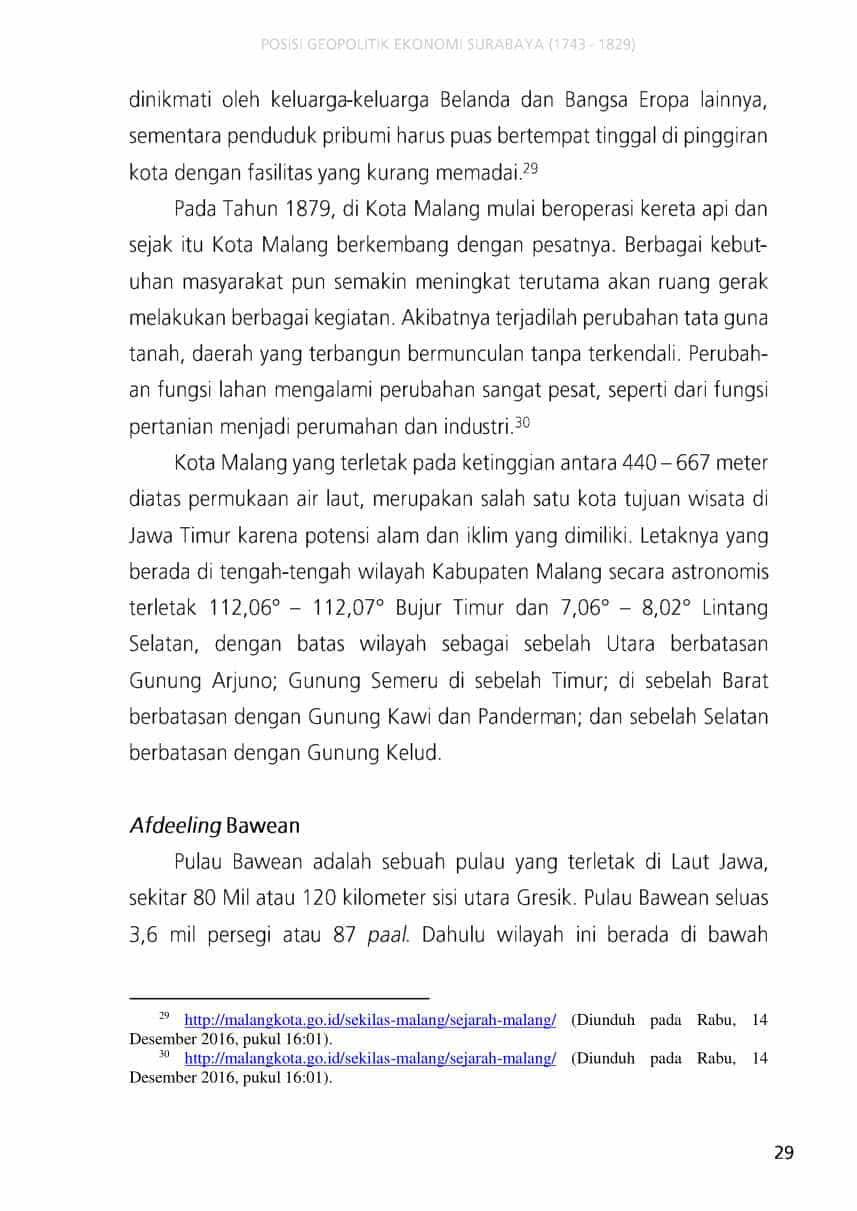 POSISI GEOPOLITIK EKONOMI SURABAYA (1743 - 1829)
dinikmati oleh keluarga-keluarga Belanda dan Bangsa Eropa lainnya,
sementara penduduk pribumi harus puas bertempat tinggal di pinggiran
kota dengan fasilitas yang kurang memadai.29
Pada Tahun 1879, di Kota Malang mulai beroperasi kereta api dan
sejak itu Kota Malang berkembang dengan pesatnya. Berbagai kebut-
uhan masyarakat pun semakin meningkat terutama akan ruang gerak
melakukan berbagai kegiatan. Akibatnya terjadilah perubahan tata guna
tanah, daerah yang terbangun bermunculan tanpa terkendali. Perubah-
an fungsi lahan mengalami perubahan sangat pesat, seperti dari fungsi
pertanian menjadi perumahan dan industri.30
Kota Malang yang terletak pada ketinggian antara 440 – 667 meter
diatas permukaan air laut, merupakan salah satu kota tujuan wisata di
Jawa Timur karena potensi alam dan iklim yang dimiliki. Letaknya yang
berada di tengah-tengah wilayah Kabupaten Malang secara astronomis
terletak 112,06° – 112,07° Bujur Timur dan 7,06° – 8,02° Lintang
Selatan, dengan batas wilayah sebagai sebelah Utara berbatasan
Gunung Arjuno; Gunung Semeru di sebelah Timur; di sebelah Barat
berbatasan dengan Gunung Kawi dan Panderman; dan sebelah Selatan
berbatasan dengan Gunung Kelud.
Afdeeling Bawean
Pulau Bawean adalah sebuah pulau yang terletak di Laut Jawa,
sekitar 80 Mil atau 120 kilometer sisi utara Gresik. Pulau Bawean seluas
3,6 mil persegi atau 87 paal. Dahulu wilayah ini berada di bawah
29 http://malangkota.go.id/sekilas-malang/sejarah-malang/ (Diunduh pada Rabu, 14
Desember 2016, pukul 16:01).
30 http://malangkota.go.id/sekilas-malang/sejarah-malang/ (Diunduh pada Rabu, 14
Desember 2016, pukul 16:01).
29